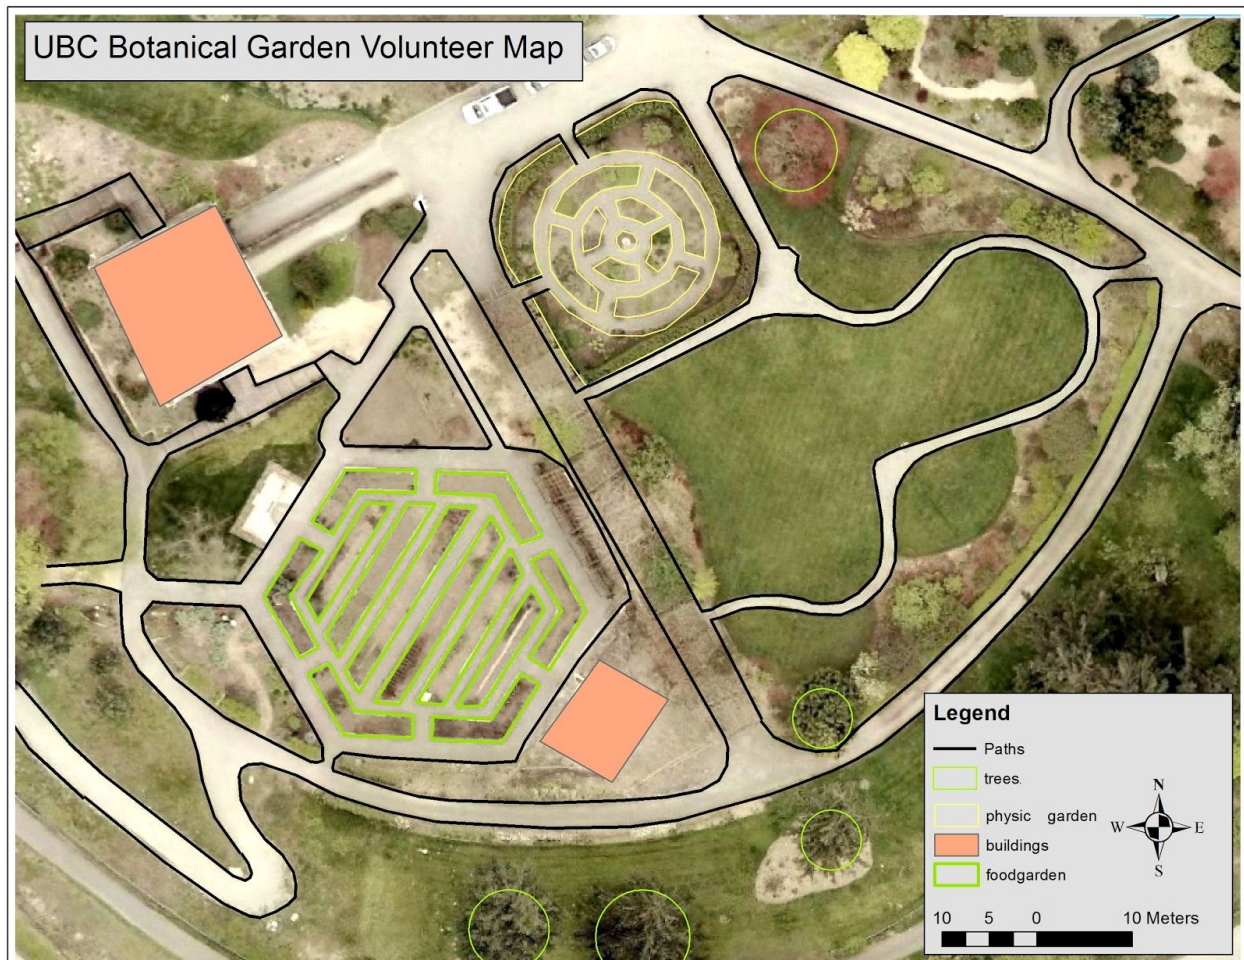 UBC Botanical Garden Volunteer Map
Legend
Paths
trees
physic garden
buildings
foodgarden
N
W E
S
10 5 0 10 Meters